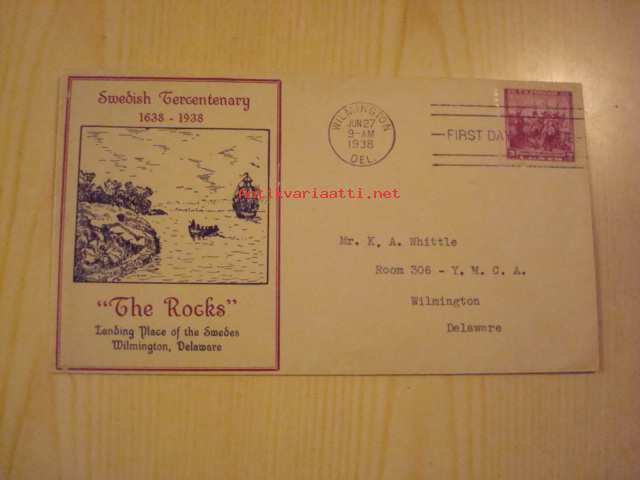 Swedish Tercentenary
1638 - 1938
"The Rocks"
Landing Place of the Swedes
Wilmington, Delaware
WILMINGTON
JUN 27
9-AM
1938
DEL.
FIRST DAY
Mr. K. A. Whittle
Room 306 - Y. M. C. A.
Wilmington
Delaware
Antikvariaatti.net